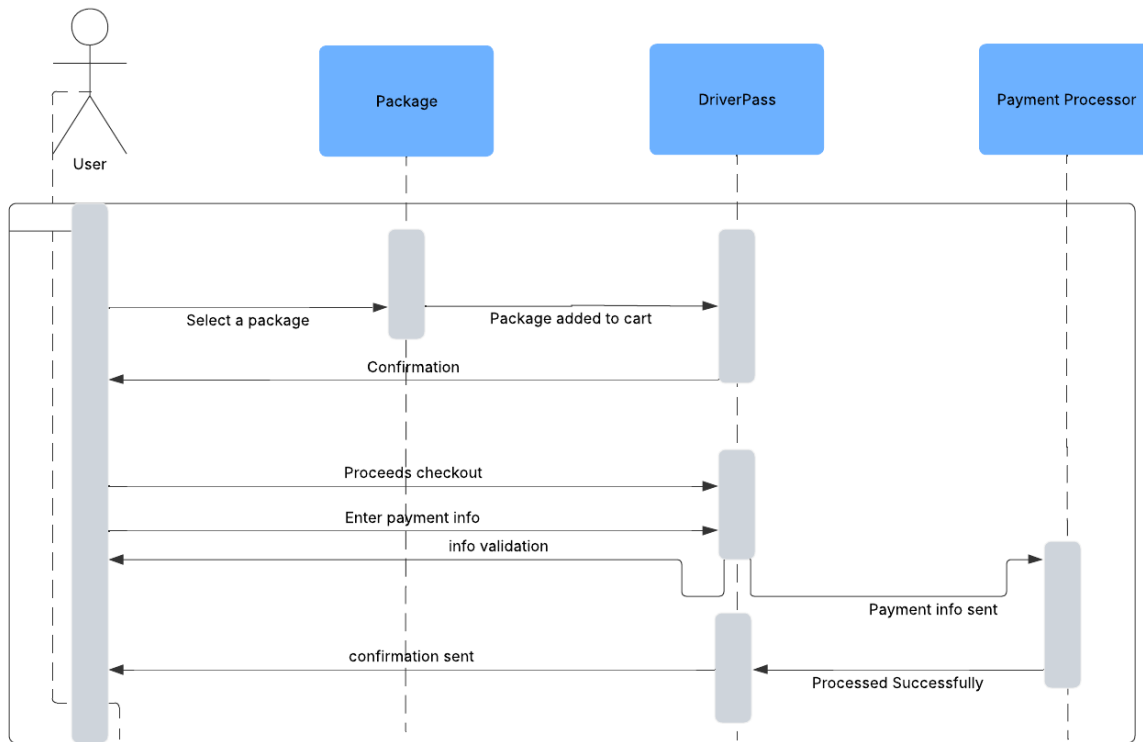 Package
DriverPass
Payment Processor
User
Select a package
Package added to cart
Confirmation
Proceeds checkout
Enter payment info
info validation
Payment info sent
confirmation sent
Processed Successfully